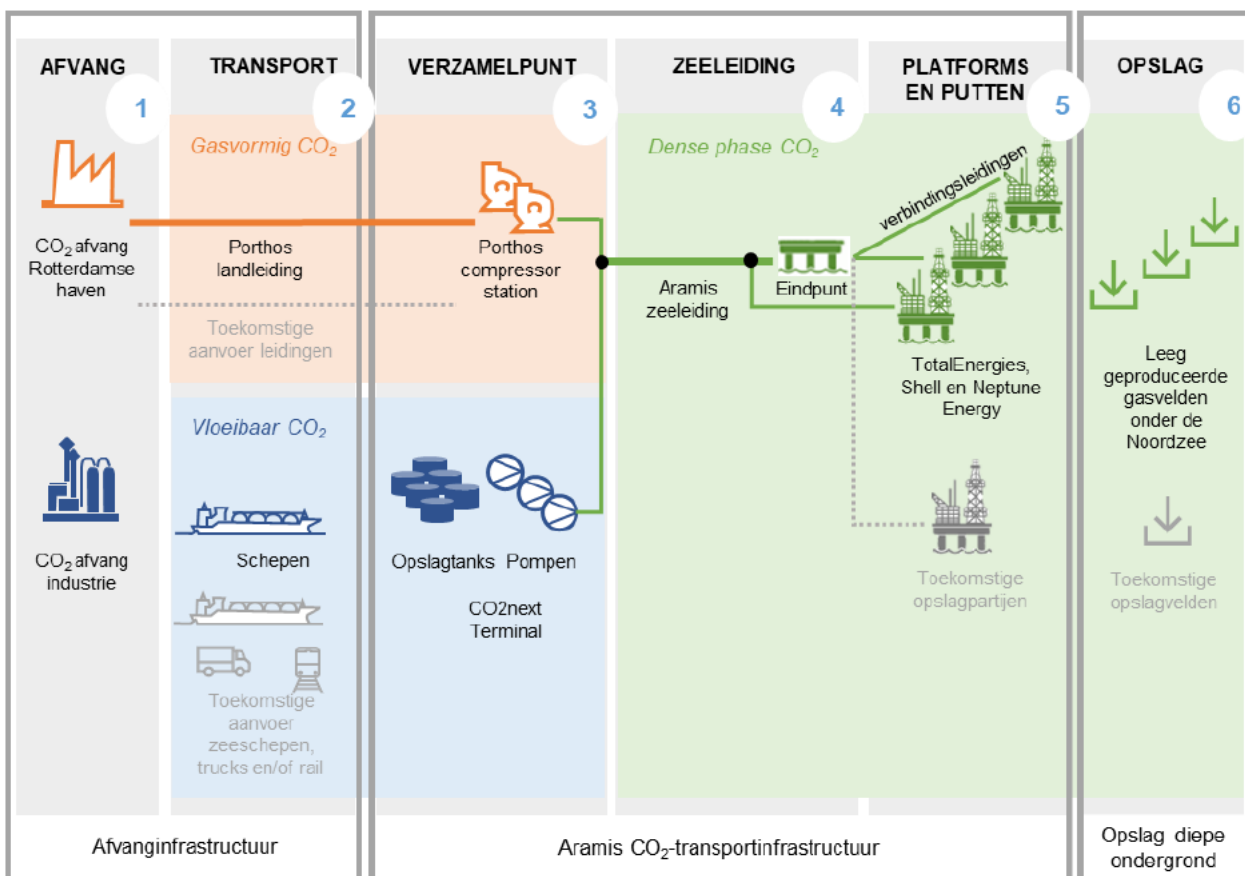 AFVANG
1
TRANSPORT
2
VERZAMELPUNT
3
ZEELEIDING
4
PLATFORMS
EN PUTTEN
5
OPSLAG
6
Gasvormig CO₂
Dense phase CO₂
verbindingsleidingen
CO₂ afvang
Rotterdamse
haven
Porthos
landleiding
Porthos
compressor
station
Aramis
zeeleiding
Eindpunt
Toekomstige
aanvoer leidingen
TotalEnergies,
Shell en Neptune
Energy
Leeg
geproduceerde
gasvelden
onder de
Noordzee
Vloeibaar CO₂
CO₂ afvang
industrie
Schepen
Opslagtanks
Pompen
CO2next
Terminal
Toekomstige
opslagpartijen
Toekomstige
opslagvelden
Toekomstige
aanvoer
zeeschepen,
trucks en/of rail
Afvanginfrastructuur
Aramis CO₂-transportinfrastructuur
Opslag diepe
ondergrond